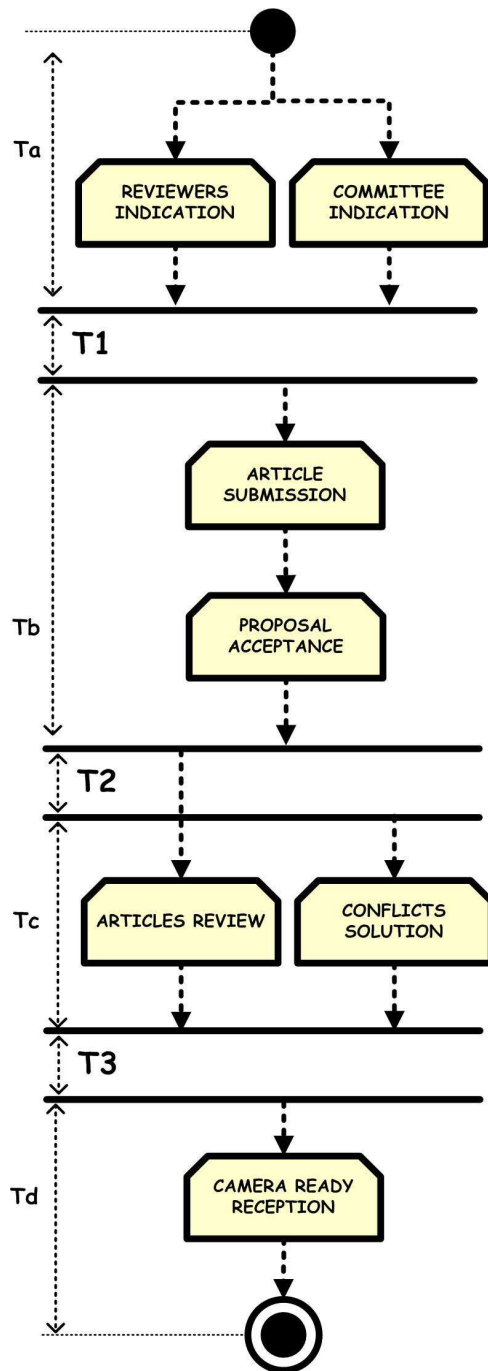 Ta
REVIEWERS
INDICATION
COMMITTEE
INDICATION
T1
ARTICLE
SUBMISSION
Tb
PROPOSAL
ACCEPTANCE
T2
Tc
ARTICLES REVIEW
CONFLICTS
SOLUTION
T3
Td
CAMERA READY
RECEPTION